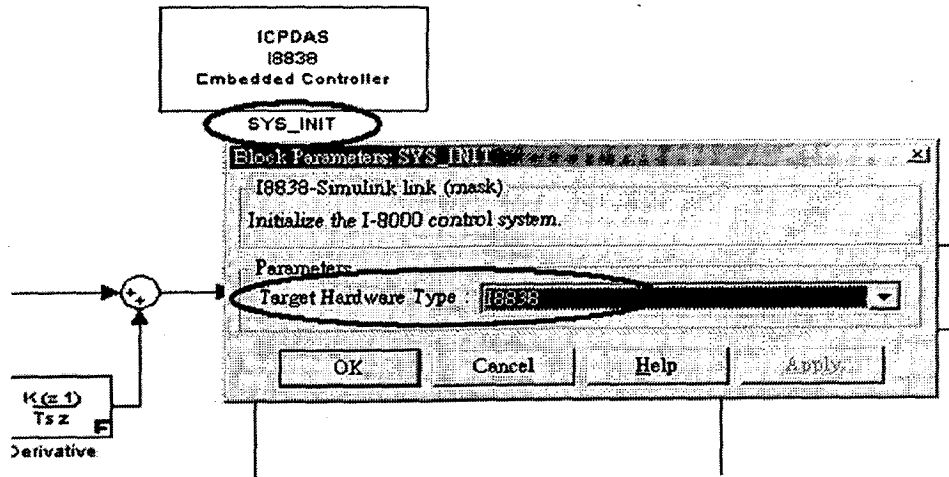 ICPDAS
I8838
Embedded Controller
SYS_INIT
Block Parameters: SYS_INIT
I8838-Simulink link (mask)
Initialize the I-8000 control system.
Parameters
Target Hardware Type : I8838
OK
Cancel
Help
Apply
K (z 1)
Ts z
F
Derivative